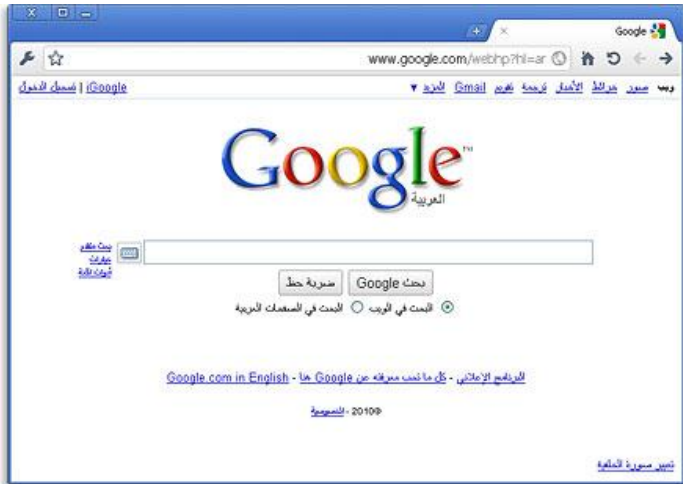 Google
www.google.com/webhp?hl=ar
ويب صور خرائط الأخبار ترجمة تقويم Gmail المزيد ▼
iGoogle | تسجيل الدخول
Google™
العربية
بحث متقدم
خيارات
أدوات اللغة
بحث Google ضربة حظ
البحث في الويب البحث في الصفحات العربية
البرنامج الإعلاني - كل ما تحب معرفته عن Google هنا - Google.com in English
©2010 - الخصوصية
تغيير صورة الخلفية